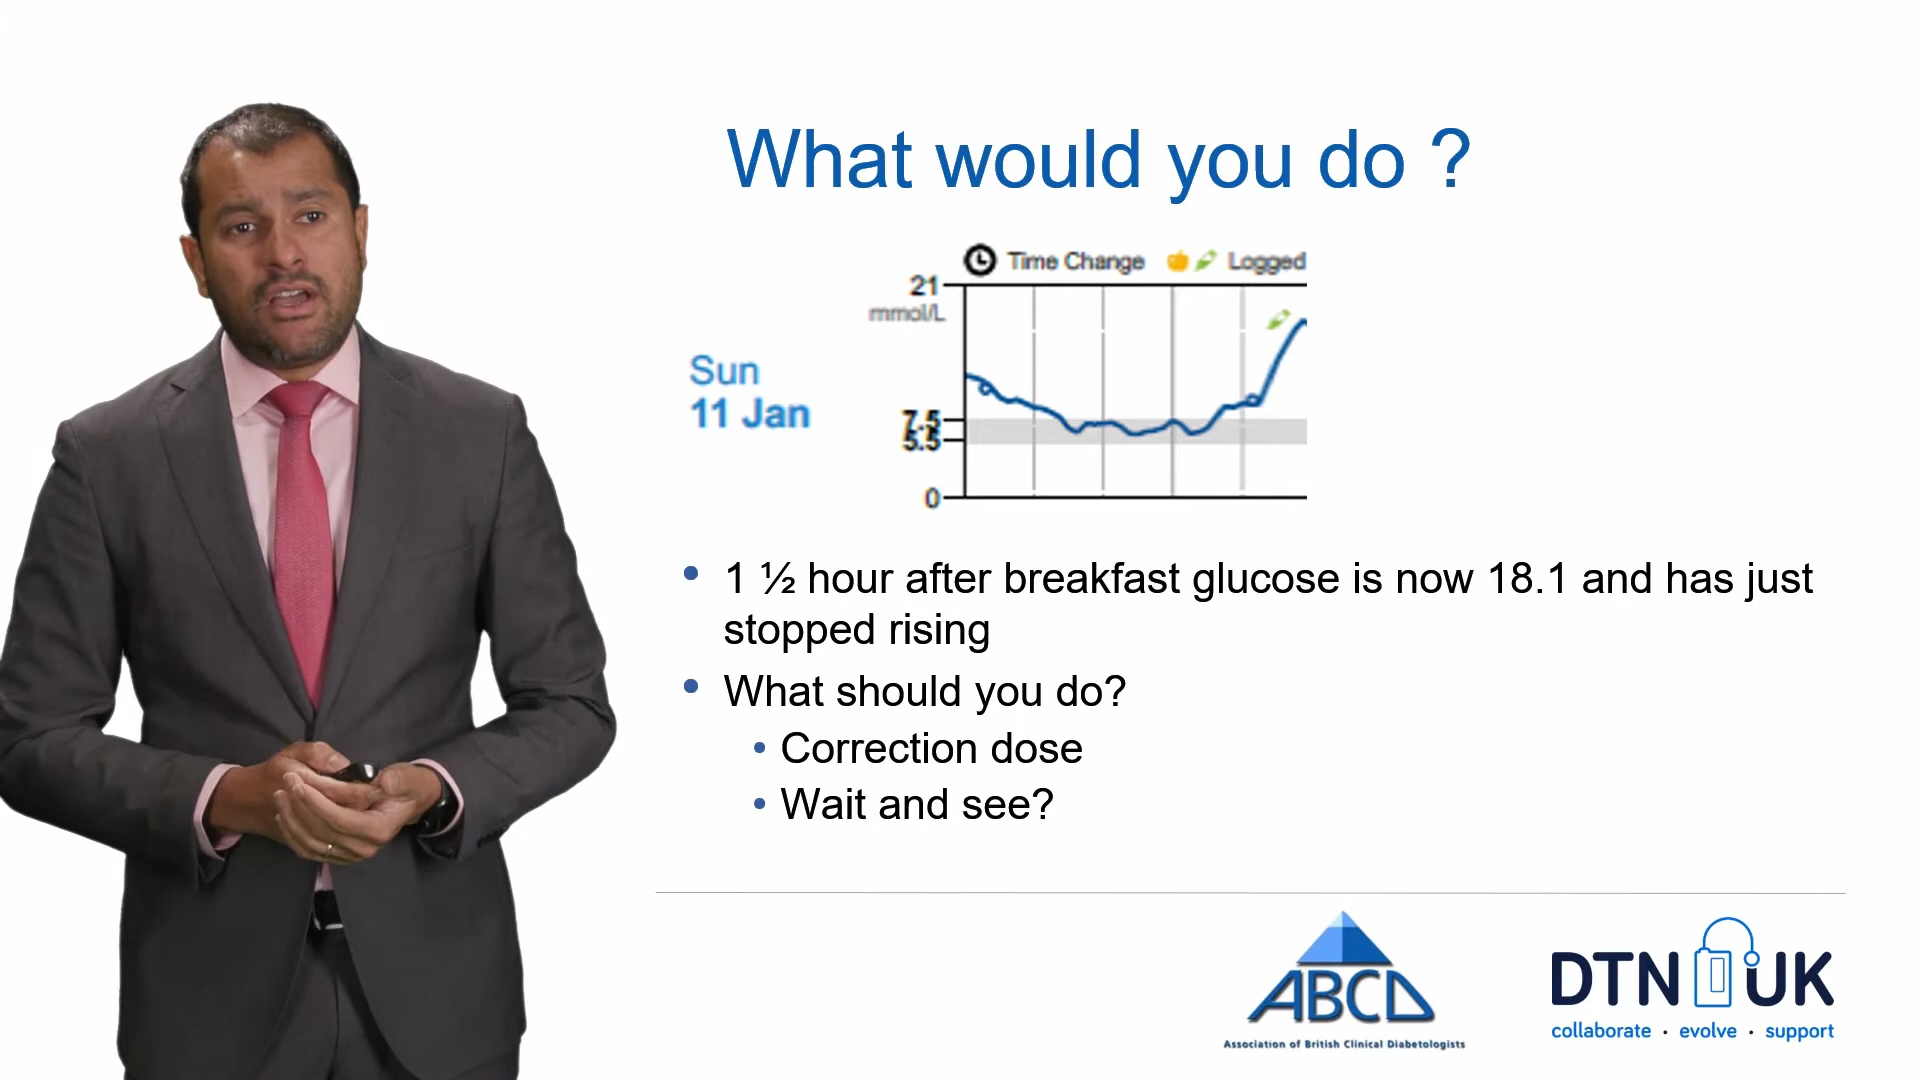 What would you do ?
Time Change
Logged
21
mmol/L
Sun
11 Jan
7.5
5.5
0
• 1 ½ hour after breakfast glucose is now 18.1 and has just
stopped rising
• What should you do?
• Correction dose
• Wait and see?
ABCD
Association of British Clinical Diabetologists
DTN UK
collaborate · evolve · support